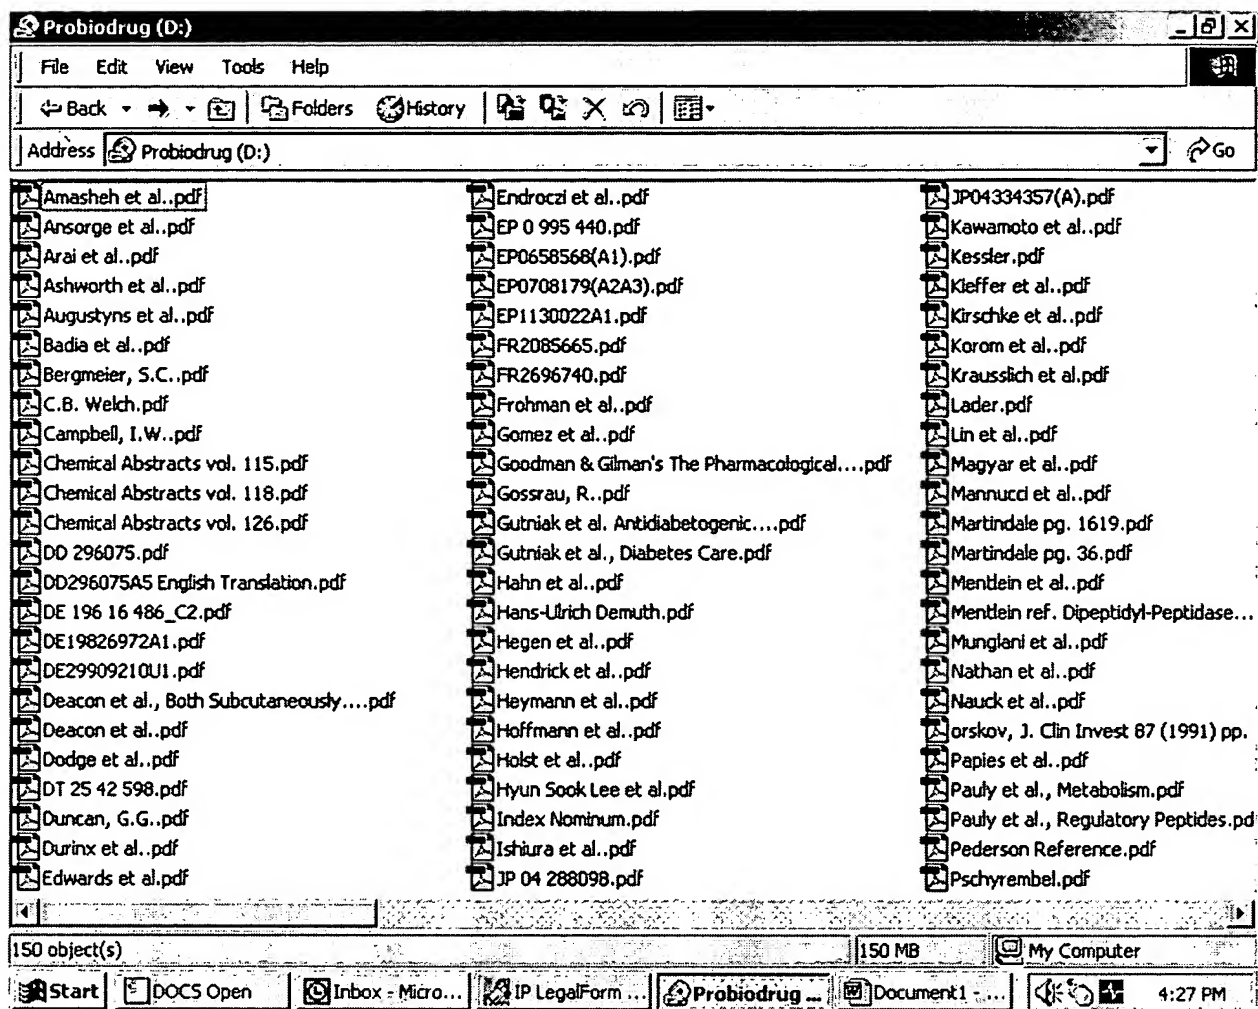 Probiodrug (D:)
File Edit View Tools Help
Back Folders History
Address Probiodrug (D:) Go
Amasheh et al..pdf
Ansorge et al..pdf
Arai et al..pdf
Ashworth et al..pdf
Augustyns et al..pdf
Badia et al..pdf
Bergmeier, S.C..pdf
C.B. Welch.pdf
Campbell, I.W..pdf
Chemical Abstracts vol. 115.pdf
Chemical Abstracts vol. 118.pdf
Chemical Abstracts vol. 126.pdf
DD 296075.pdf
DD296075A5 English Translation.pdf
DE 196 16 486_C2.pdf
DE19826972A1.pdf
DE29909210U1.pdf
Deacon et al., Both Subcutaneously....pdf
Deacon et al..pdf
Dodge et al..pdf
DT 25 42 598.pdf
Duncan, G.G..pdf
Durinx et al..pdf
Edwards et al.pdf
Endroczi et al..pdf
EP 0 995 440.pdf
EP0658568(A1).pdf
EP0708179(A2A3).pdf
EP1130022A1.pdf
FR2085665.pdf
FR2696740.pdf
Frohman et al..pdf
Gomez et al..pdf
Goodman & Gilman's The Pharmacological....pdf
Gossrau, R..pdf
Gutniak et al. Antidiabetogenic....pdf
Gutniak et al., Diabetes Care.pdf
Hahn et al..pdf
Hans-Ulrich Demuth.pdf
Hegen et al..pdf
Hendrick et al..pdf
Heymann et al..pdf
Hoffmann et al..pdf
Holst et al..pdf
Hyun Sook Lee et al.pdf
Index Nominum.pdf
Ishiura et al..pdf
JP 04 288098.pdf
JP04334357(A).pdf
Kawamoto et al..pdf
Kessler.pdf
Kieffer et al..pdf
Kirschke et al..pdf
Korom et al..pdf
Krausslich et al.pdf
Lader.pdf
Lin et al..pdf
Magyar et al..pdf
Mannucci et al..pdf
Martindale pg. 1619.pdf
Martindale pg. 36.pdf
Mentlein et al..pdf
Mentlein ref. Dipeptidyl-Peptidase...
Munglani et al..pdf
Nathan et al..pdf
Nauck et al..pdf
orskov, J. Clin Invest 87 (1991) pp.
Papies et al..pdf
Pauly et al., Metabolism.pdf
Pauly et al., Regulatory Peptides.pd
Pederson Reference.pdf
Pschyrembel.pdf
150 object(s) 150 MB My Computer
Start DOCS Open Inbox - Micro... IP LegalForm ... Probiodrug ... Document1 - ... 4:27 PM